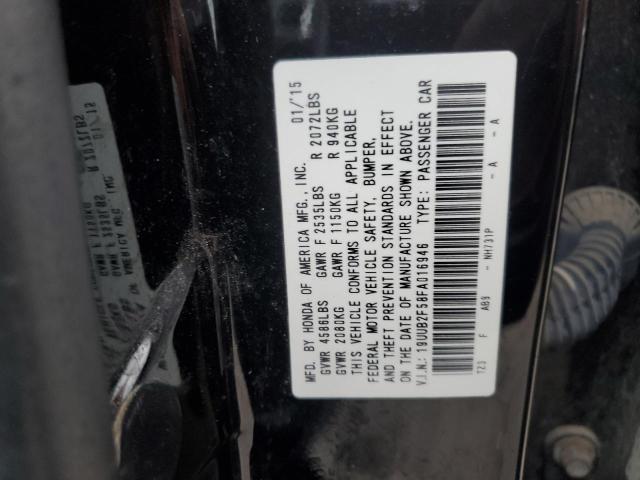 MFD. BY HONDA OF AMERICA MFG., INC. 01/'15
GVWR 4586LBS GAWR F 2535LBS R 2072LBS
GVWR 2080KG GAWR F 1150KG R 940KG
THIS VEHICLE CONFORMS TO ALL APPLICABLE
FEDERAL MOTOR VEHICLE SAFETY, BUMPER,
AND THEFT PREVENTION STANDARDS IN EFFECT
ON THE DATE OF MANUFACTURE SHOWN ABOVE.
V.I.N.: 19UUB2F58FA016946 TYPE: PASSENGER CAR
TZ3 F AB9 - NH731P - A - A